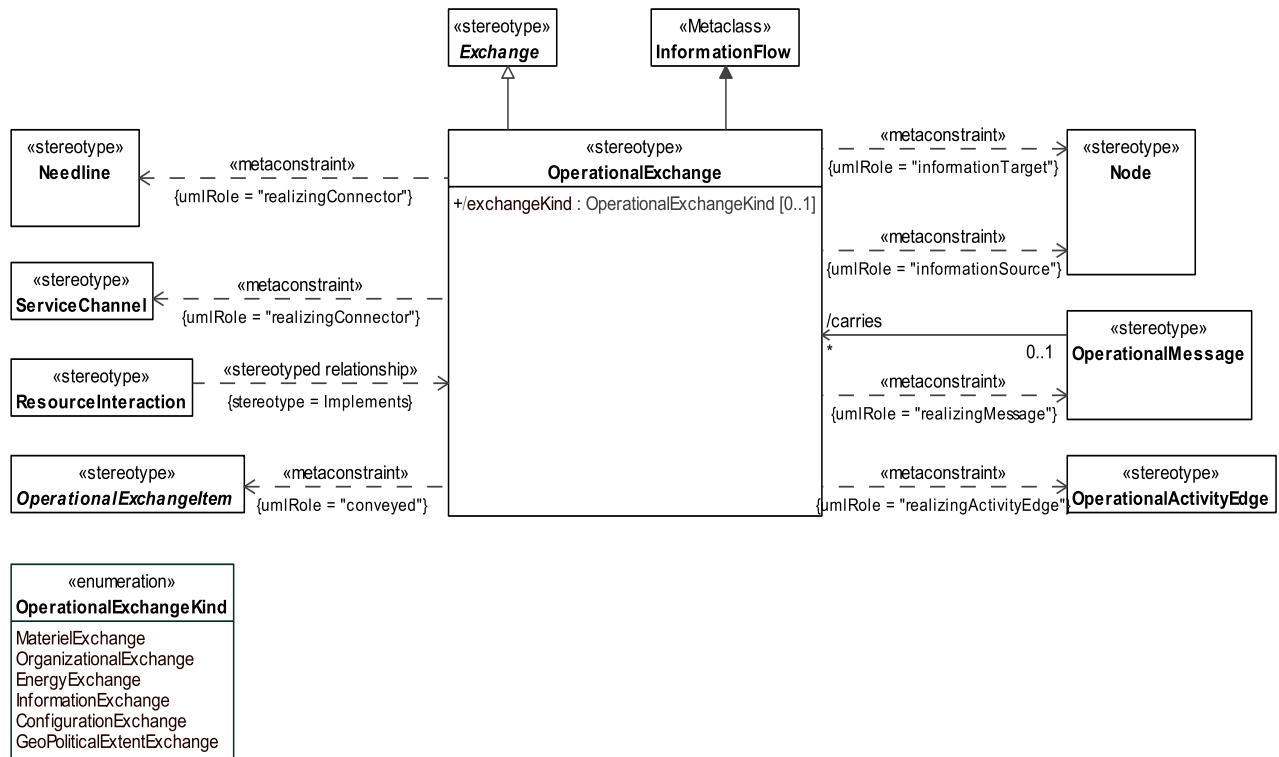 «stereotype»
Exchange
«Metaclass»
InformationFlow
«stereotype»
Needline
«metaconstraint»
{umlRole = "realizingConnector"}
«stereotype»
OperationalExchange
+/exchangeKind : OperationalExchangeKind [0..1]
«metaconstraint»
{umlRole = "informationTarget"}
«stereotype»
Node
«metaconstraint»
{umlRole = "informationSource"}
«stereotype»
ServiceChannel
«metaconstraint»
{umlRole = "realizingConnector"}
/carries
*
0..1
«stereotype»
OperationalMessage
«stereotype»
ResourceInteraction
«stereotyped relationship»
{stereotype = Implements}
«metaconstraint»
{umlRole = "realizingMessage"}
«stereotype»
OperationalExchangeItem
«metaconstraint»
{umlRole = "conveyed"}
«metaconstraint»
{umlRole = "realizingActivityEdge"}
«stereotype»
OperationalActivityEdge
«enumeration»
OperationalExchangeKind
MaterielExchange
OrganizationalExchange
EnergyExchange
InformationExchange
ConfigurationExchange
GeoPoliticalExtentExchange